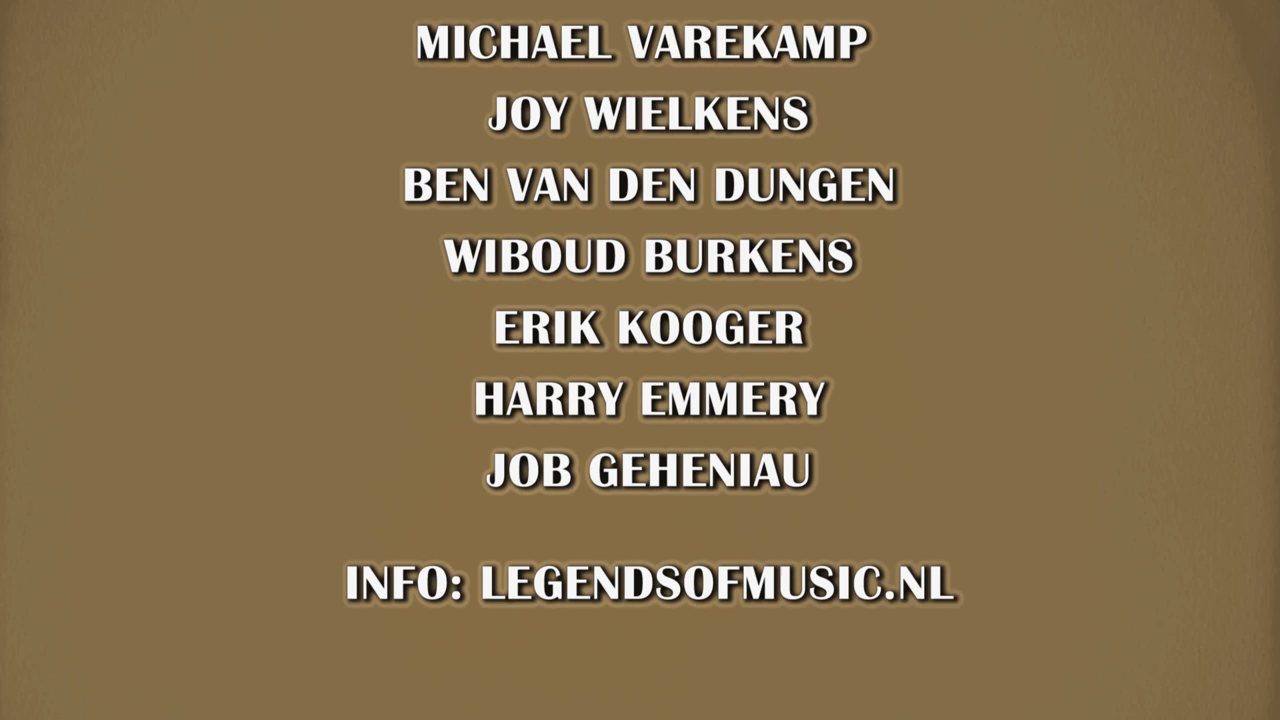 MICHAEL VAREKAMP
JOY WIELKENS
BEN VAN DEN DUNGEN
WIBOUD BURKENS
ERIK KOOGER
HARRY EMMERY
JOB GEHENIAU
INFO: LEGENDSOFMUSIC.NL